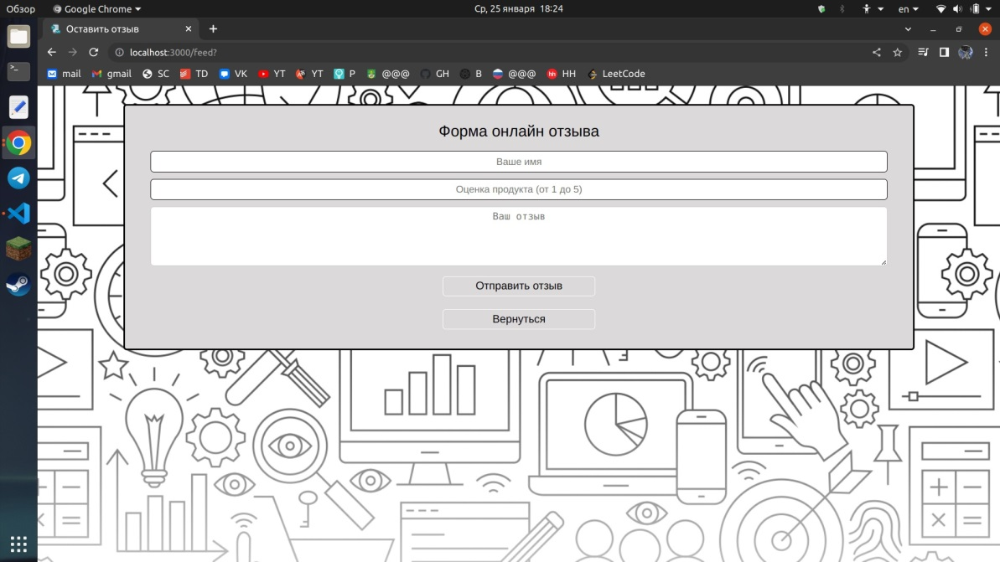 Обзор Google Chrome Ср, 25 января 18:24 en
Оставить отзыв
localhost:3000/feed?
mail gmail SC TD VK YT YT P @@@ GH B @@@ HH LeetCode
Форма онлайн отзыва
Ваше имя
Оценка продукта (от 1 до 5)
Ваш отзыв
Отправить отзыв
Вернуться